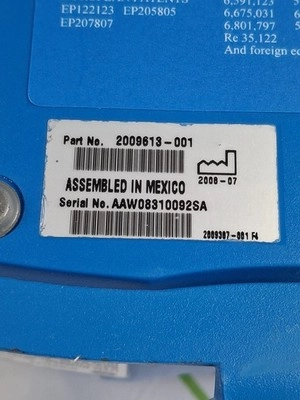 EP122123 EP205805
EP207807
6,591,123
6,675,031
6,801,797
Re 35.122
And foreign
Part No. 2009613-001
2008-07
ASSEMBLED IN MEXICO
Serial No. AAW08310092SA
2009387-001 F4